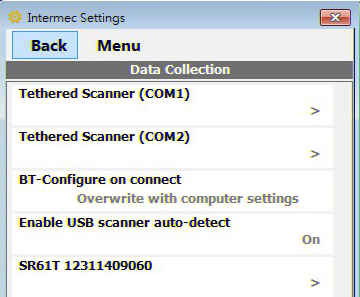 Intermec Settings
Back Menu
Data Collection
Tethered Scanner (COM1)
>
Tethered Scanner (COM2)
>
BT-Configure on connect
Overwrite with computer settings
Enable USB scanner auto-detect
On
SR61T 12311409060
>